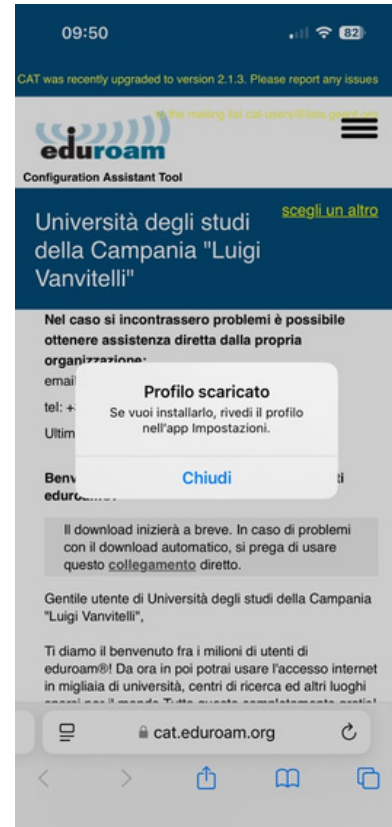 09:50
82
CAT was recently upgraded to version 2.1.3. Please report any issues
to the mailing list cat-users@lists.geant.org
eduroam
Configuration Assistant Tool
Università degli studi
della Campania "Luigi
Vanvitelli"
scegli un altro
Nel caso si incontrassero problemi è possibile
ottenere assistenza diretta dalla propria
organizzazione:
email
tel: +
Ultim
Profilo scaricato
Se vuoi installarlo, rivedi il profilo
nell'app Impostazioni.
Chiudi
Benv
ti
Il download inizierà a breve. In caso di problemi
con il download automatico, si prega di usare
questo collegamento diretto.
Gentile utente di Università degli studi della Campania
"Luigi Vanvitelli",
Ti diamo il benvenuto fra i milioni di utenti di
eduroam®! Da ora in poi potrai usare l'accesso internet
in migliaia di università, centri di ricerca ed altri luoghi
cat.eduroam.org